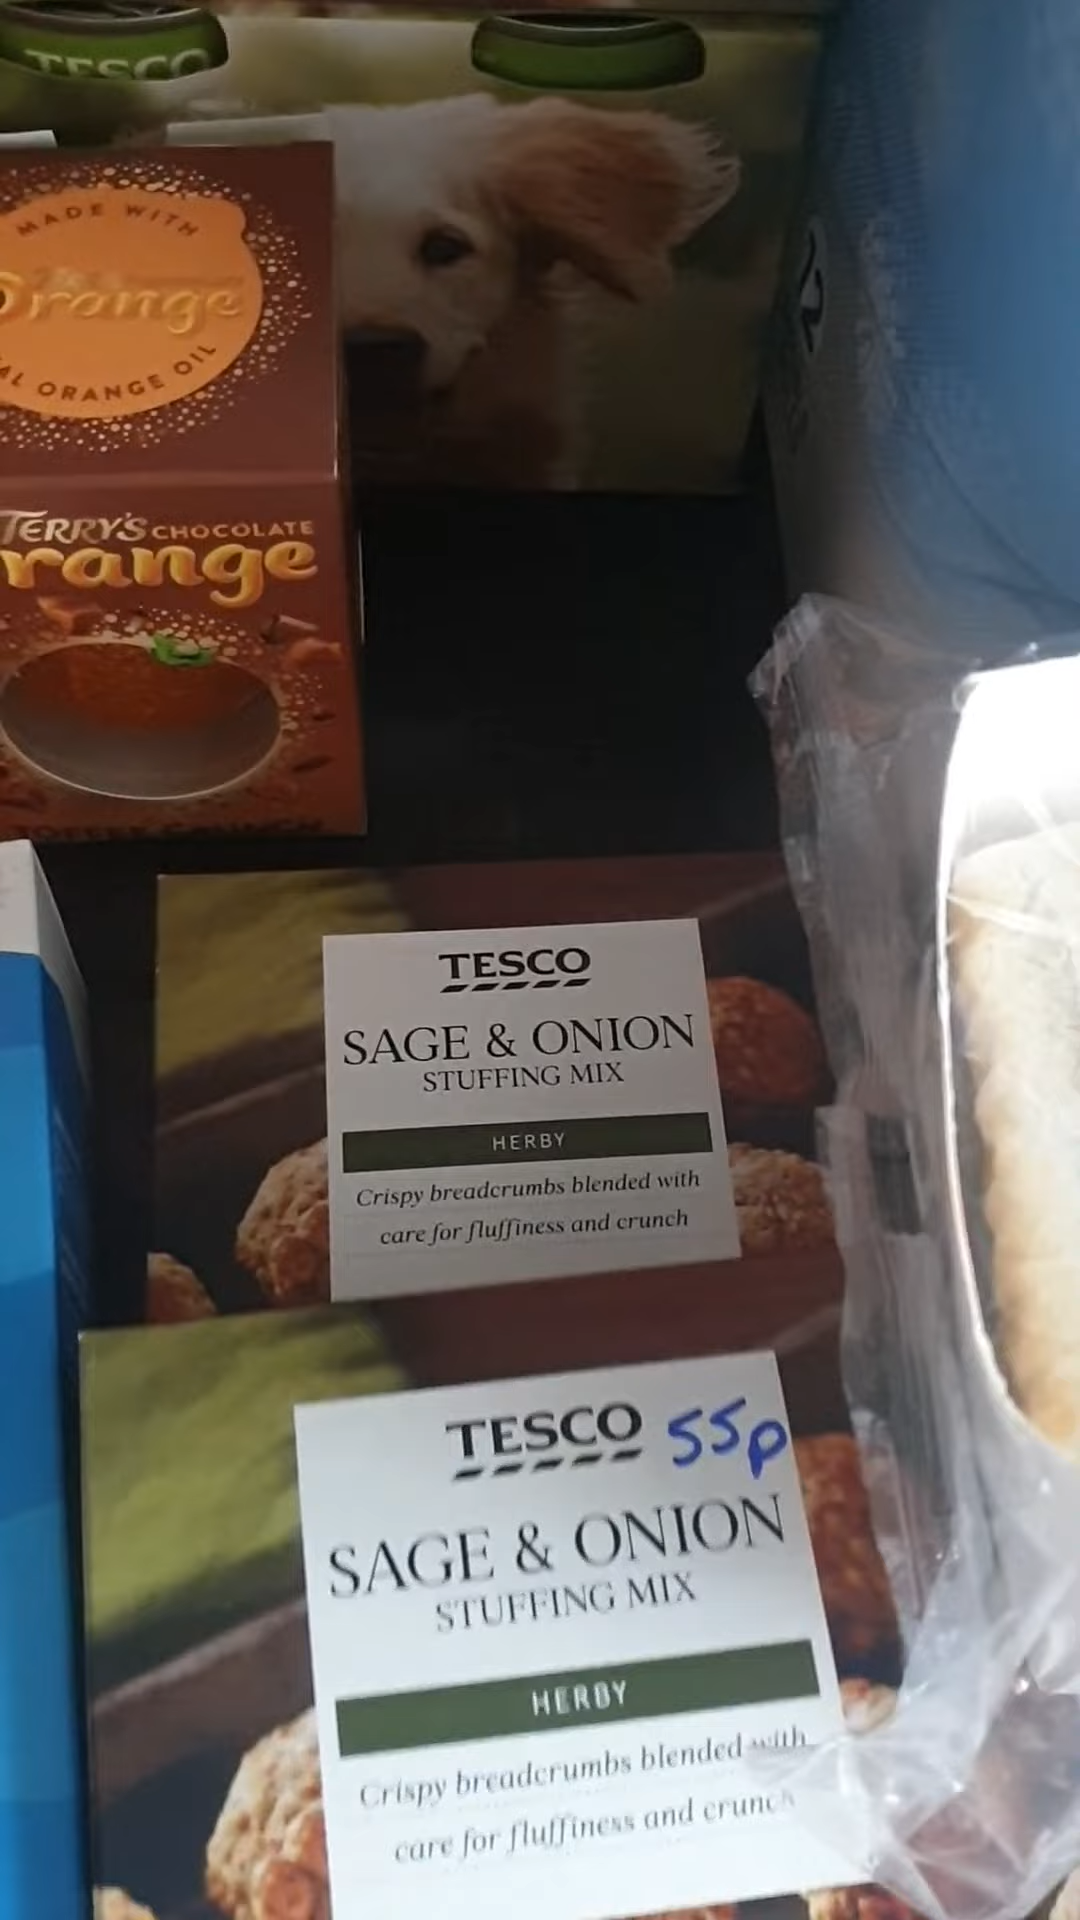 TESCO
MADE WITH
Orange
ORANGE OIL
TERRY'S CHOCOLATE
range
TESCO
SAGE & ONION
STUFFING MIX
HERBY
Crispy breadcrumbs blended with
care for fluffiness and crunch
TESCO 55p
SAGE & ONION
STUFFING MIX
HERBY
Crispy breadcrumbs blended with
care for fluffiness and crunch